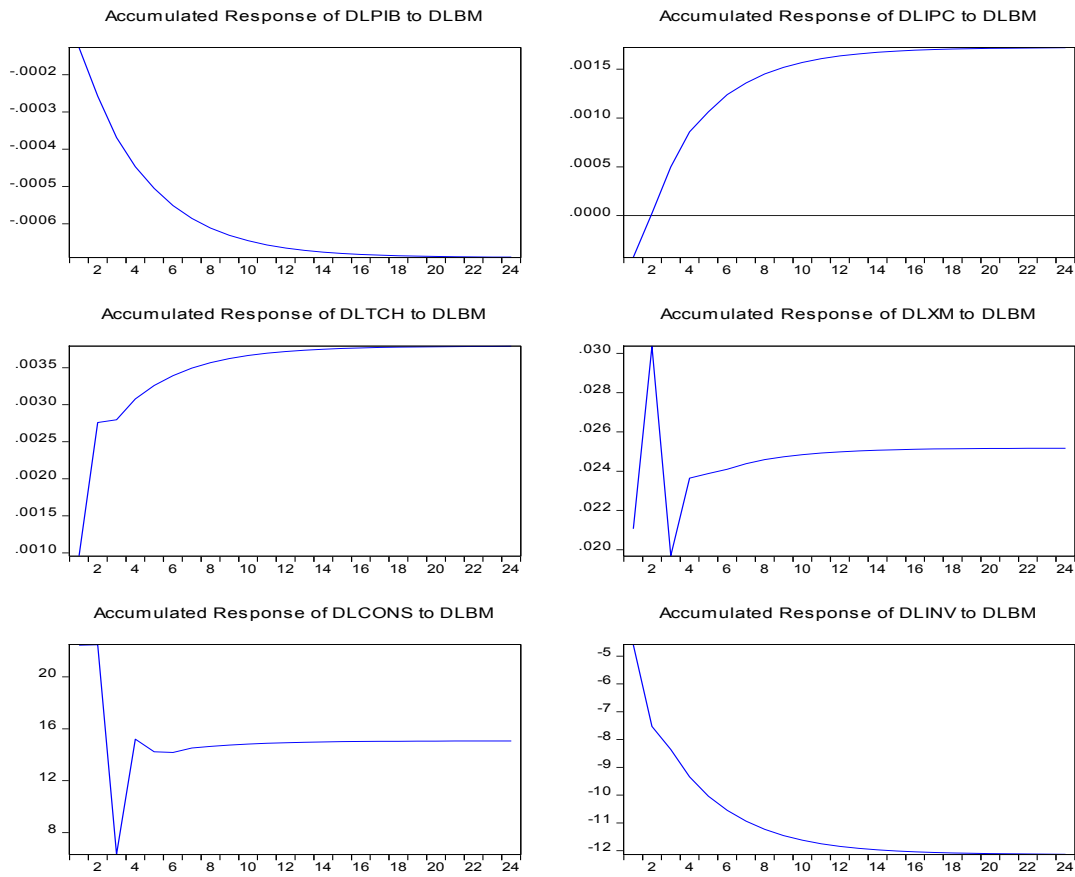 Accumulated Response of DLPIB to DLBM
-.0002
-.0003
-.0004
-.0005
-.0006
2 4 6 8 10 12 14 16 18 20 22 24
Accumulated Response of DLIPC to DLBM
.0015
.0010
.0005
.0000
2 4 6 8 10 12 14 16 18 20 22 24
Accumulated Response of DLTCH to DLBM
.0035
.0030
.0025
.0020
.0015
.0010
2 4 6 8 10 12 14 16 18 20 22 24
Accumulated Response of DLXM to DLBM
.030
.028
.026
.024
.022
.020
2 4 6 8 10 12 14 16 18 20 22 24
Accumulated Response of DLCONS to DLBM
20
16
12
8
2 4 6 8 10 12 14 16 18 20 22 24
Accumulated Response of DLINV to DLBM
-5
-6
-7
-8
-9
-10
-11
-12
2 4 6 8 10 12 14 16 18 20 22 24